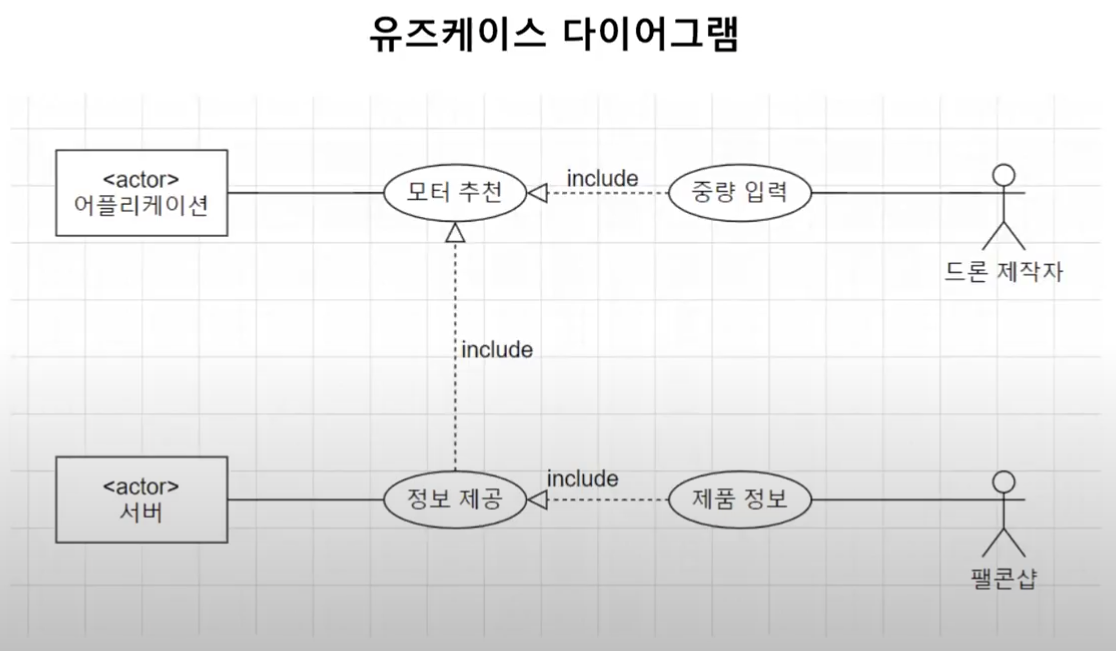 유즈케이스 다이어그램
<actor>
어플리케이션
모터 추천
include
중량 입력
드론 제작자
include
<actor>
서버
정보 제공
include
제품 정보
팰콘샵